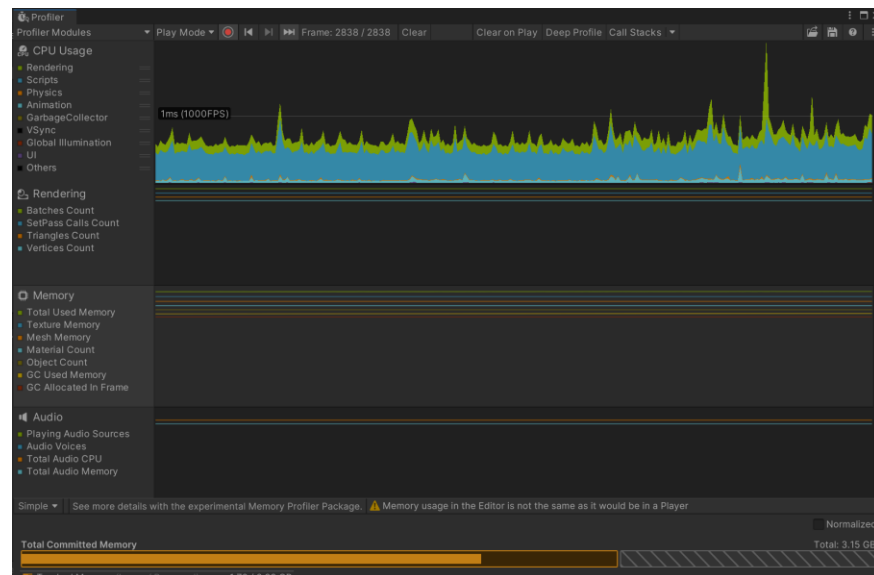 Profiler
Profiler Modules Play Mode Frame: 2838 / 2838 Clear Clear on Play Deep Profile Call Stacks
CPU Usage
Rendering
Scripts
Physics
Animation
GarbageCollector
VSync
Global Illumination
UI
Others
1ms (1000FPS)
Rendering
Batches Count
SetPass Calls Count
Triangles Count
Vertices Count
Memory
Total Used Memory
Texture Memory
Mesh Memory
Material Count
Object Count
GC Used Memory
GC Allocated In Frame
Audio
Playing Audio Sources
Audio Voices
Total Audio CPU
Total Audio Memory
Simple See more details with the experimental Memory Profiler Package. Memory usage in the Editor is not the same as it would be in a Player
Normalized
Total Committed Memory Total: 3.15 GB